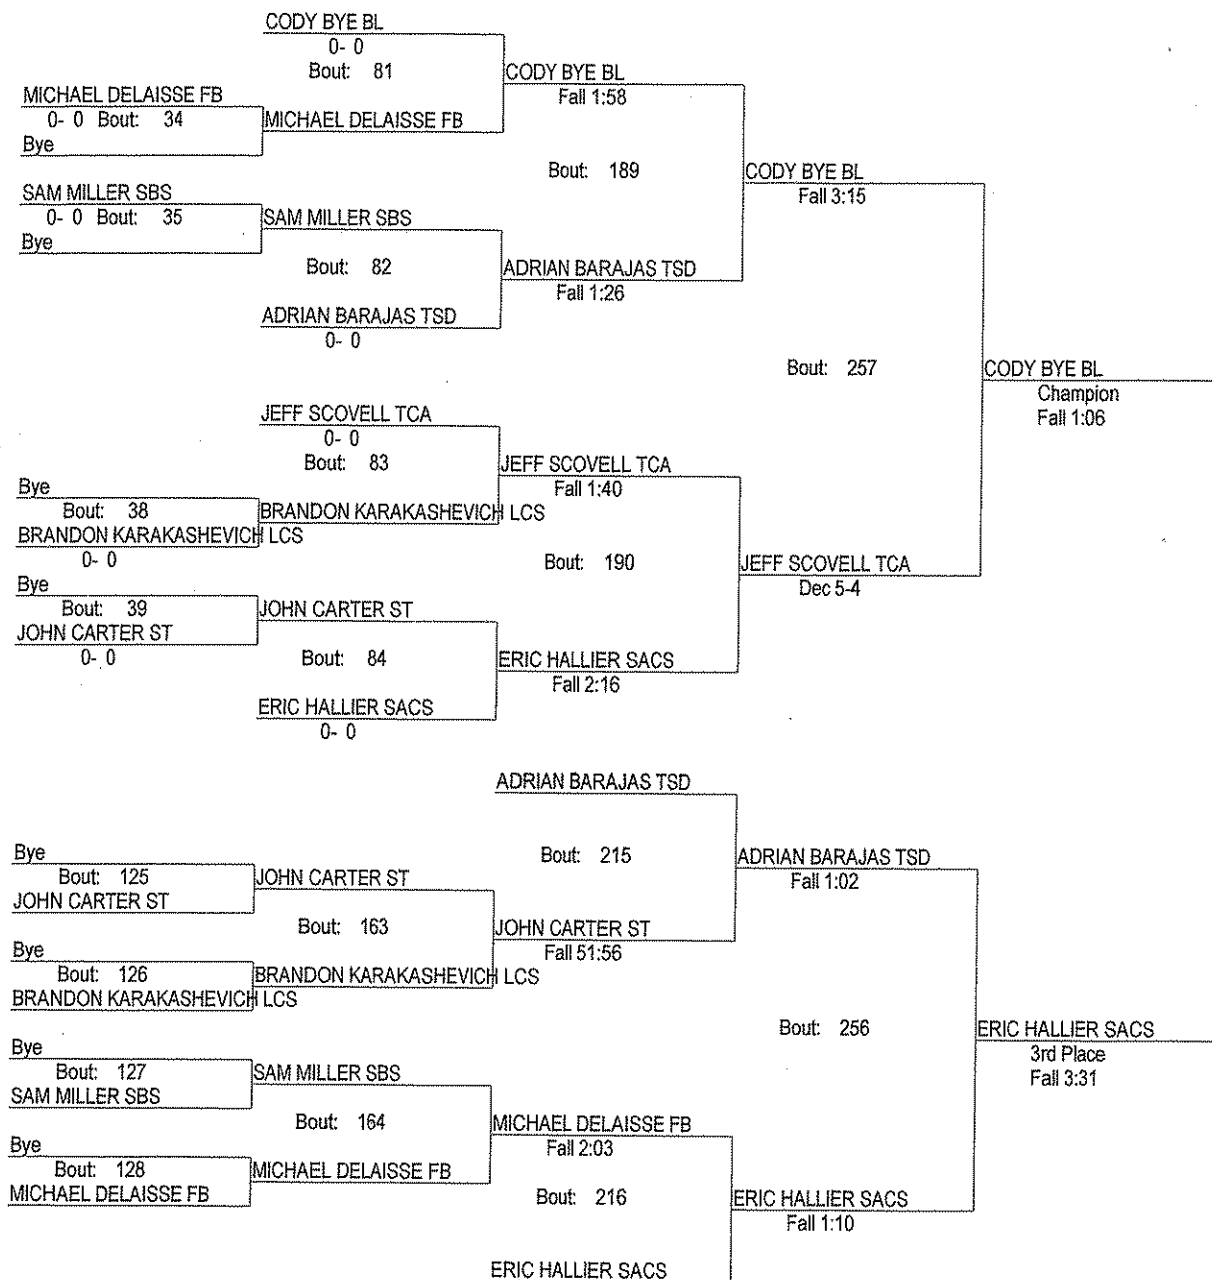 CODY BYE BL
0- 0
Bout: 81
CODY BYE BL
Fall 1:58
MICHAEL DELAISSE FB
0- 0 Bout: 34
MICHAEL DELAISSE FB
Bye
Bout: 189
CODY BYE BL
Fall 3:15
SAM MILLER SBS
0- 0 Bout: 35
SAM MILLER SBS
Bye
Bout: 82
ADRIAN BARAJAS TSD
Fall 1:26
ADRIAN BARAJAS TSD
0- 0
Bout: 257
CODY BYE BL
Champion
Fall 1:06
JEFF SCOVELL TCA
0- 0
Bout: 83
JEFF SCOVELL TCA
Fall 1:40
Bye
Bout: 38
BRANDON KARAKASHEVICH LCS
BRANDON KARAKASHEVICH LCS
0- 0
Bout: 190
JEFF SCOVELL TCA
Dec 5-4
Bye
Bout: 39
JOHN CARTER ST
JOHN CARTER ST
0- 0
Bout: 84
ERIC HALLIER SACS
Fall 2:16
ERIC HALLIER SACS
0- 0
ADRIAN BARAJAS TSD
Bout: 215
ADRIAN BARAJAS TSD
Fall 1:02
Bye
Bout: 125
JOHN CARTER ST
JOHN CARTER ST
Bout: 163
JOHN CARTER ST
Fall 51:56
Bye
Bout: 126
BRANDON KARAKASHEVICH LCS
BRANDON KARAKASHEVICH LCS
Bout: 256
ERIC HALLIER SACS
3rd Place
Fall 3:31
Bye
Bout: 127
SAM MILLER SBS
SAM MILLER SBS
Bout: 164
MICHAEL DELAISSE FB
Fall 2:03
Bye
Bout: 128
MICHAEL DELAISSE FB
MICHAEL DELAISSE FB
Bout: 216
ERIC HALLIER SACS
Fall 1:10
ERIC HALLIER SACS